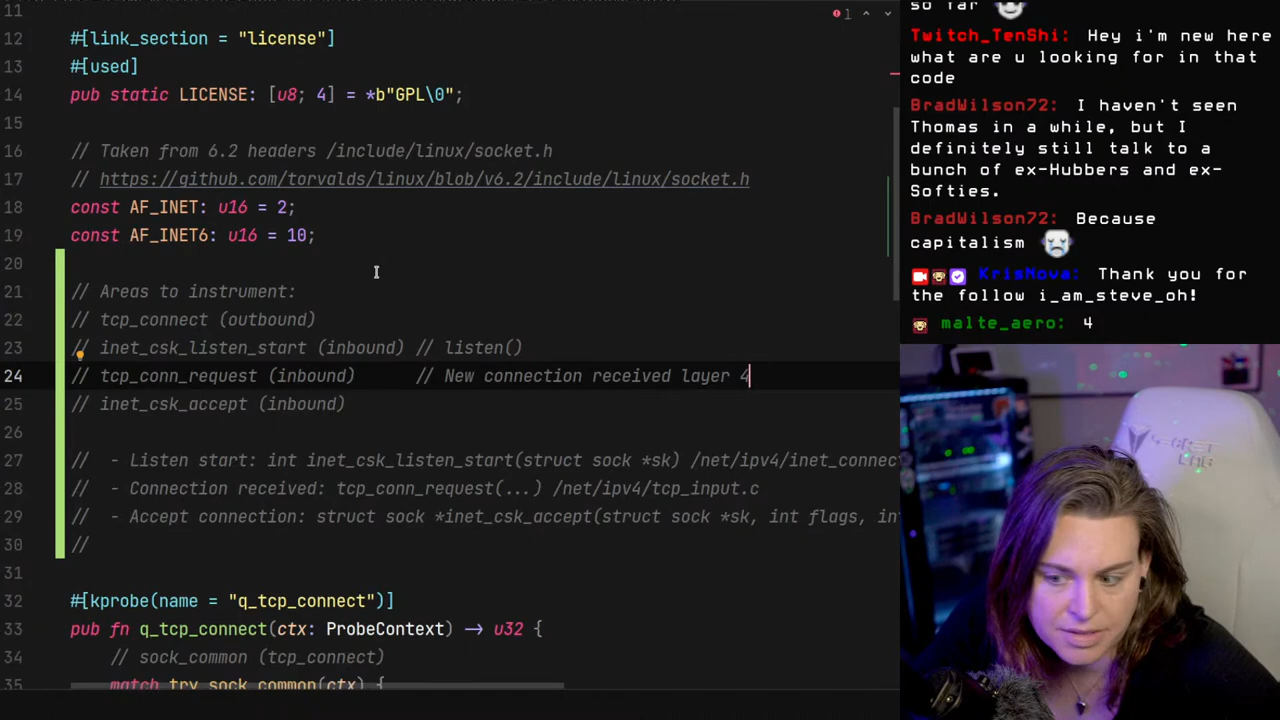 11
1
12 #[link_section = "license"]
13 #[used]
14 pub static LICENSE: [u8; 4] = *b"GPL\0";
15
16 // Taken from 6.2 headers /include/linux/socket.h
17 // https://github.com/torvalds/linux/blob/v6.2/include/linux/socket.h
18 const AF_INET: u16 = 2;
19 const AF_INET6: u16 = 10;
20
21 // Areas to instrument:
22 // tcp_connect (outbound)
23 // inet_csk_listen_start (inbound) // listen()
24 // tcp_conn_request (inbound) // New connection received layer 4
25 // inet_csk_accept (inbound)
26
27 // - Listen start: int inet_csk_listen_start(struct sock *sk) /net/ipv4/inet_connec
28 // - Connection received: tcp_conn_request(...) /net/ipv4/tcp_input.c
29 // - Accept connection: struct sock *inet_csk_accept(struct sock *sk, int flags, in
30 //
31
32 #[kprobe(name = "q_tcp_connect")]
33 pub fn q_tcp_connect(ctx: ProbeContext) → u32 {
34 // sock_common (tcp_connect)
35 match try_sock_common(ctx) {
so far
Twitch_TenShi: Hey i'm new here
what are u looking for in that
code
BradWilson72: I haven't seen
Thomas in a while, but I
definitely still talk to a
bunch of ex-Hubbers and ex-
Softies.
BradWilson72: Because
capitalism
KrisNova: Thank you for
the follow i_am_steve_oh!
malte_aero: 4